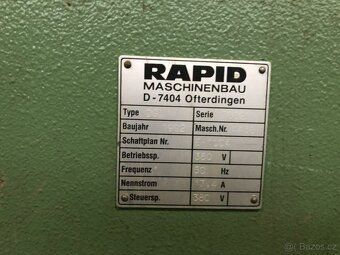 RAPID
MASCHINENBAU
D-7404 Ofterdingen
Type Serie
Baujahr Masch.Nr.
Schaltplan Nr.
Betriebssp. 380 V
Frequenz 50 Hz
Nennstrom A
Steuersp. 380 V
Bazos.cz